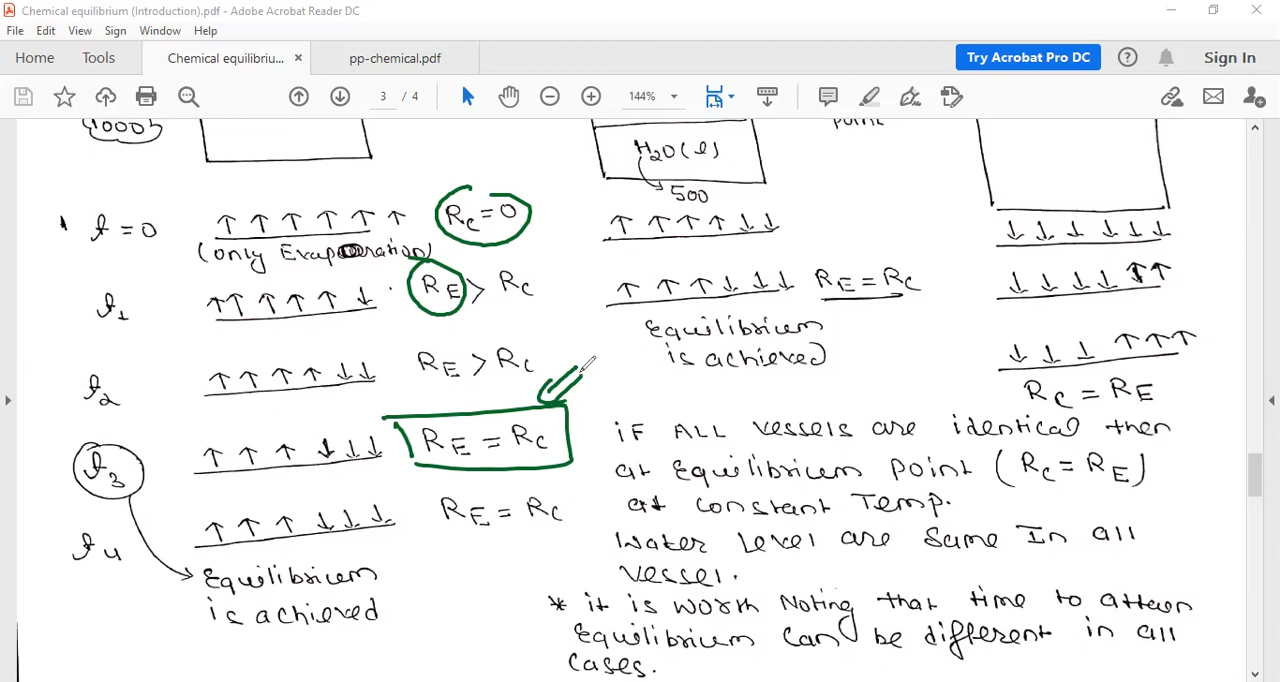 Chemical equilibrium (Introduction).pdf - Adobe Acrobat Reader DC
File Edit View Sign Window Help
Home Tools Chemical equilibriu... × pp-chemical.pdf Try Acrobat Pro DC Sign In
3 / 4 144%
1000
Point
H2O(l)
500
t=0 ↑ ↑ ↑ ↑ ↑ ↑ RC=0 ↑ ↑ ↑ ↑ ↓ ↓ ↓ ↓ ↓ ↓ ↓ ↓
(only Evaporation)
t1 ↑↑ ↑ ↑ ↑ ↑ ↓ RE > RC ↑ ↑ ↑ ↓ ↓ ↓ RE = RC ↓ ↓ ↓ ↓ ↑ ↑
Equilibrium
is achieved
t2 ↑ ↑ ↑ ↑ ↓ ↓ RE > RC ↓ ↓ ↓ ↑ ↑ ↑
RC = RE
t3 ↑ ↑ ↑ ↓ ↓ ↓ RE = RC
t4 ↑ ↑ ↑ ↓ ↓ ↓ RE = RC
Equilibrium
is achieved
iF ALL vessels are identical then
at Equilibrium Point (RC = RE)
at constant Temp.
Water Level are same In all
vessel.
* it is worth Noting that time to atten
Equilibrium can be different in all
cases.